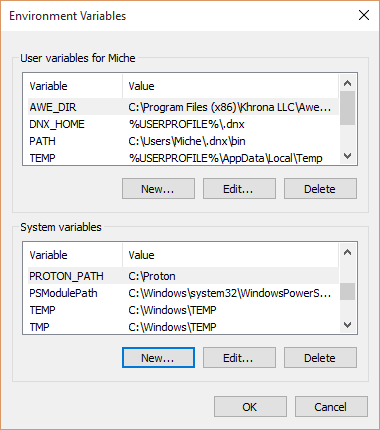 Environment Variables
User variables for Miche
Variable Value
AWE_DIR C:\Program Files (x86)\Khrona LLC\Awe...
DNX_HOME %USERPROFILE%\.dnx
PATH C:\Users\Miche\.dnx\bin
TEMP %USERPROFILE%\AppData\Local\Temp
New... Edit... Delete
System variables
Variable Value
PROTON_PATH C:\Proton
PSModulePath C:\Windows\system32\WindowsPowerS...
TEMP C:\Windows\TEMP
TMP C:\Windows\TEMP
New... Edit... Delete
OK Cancel